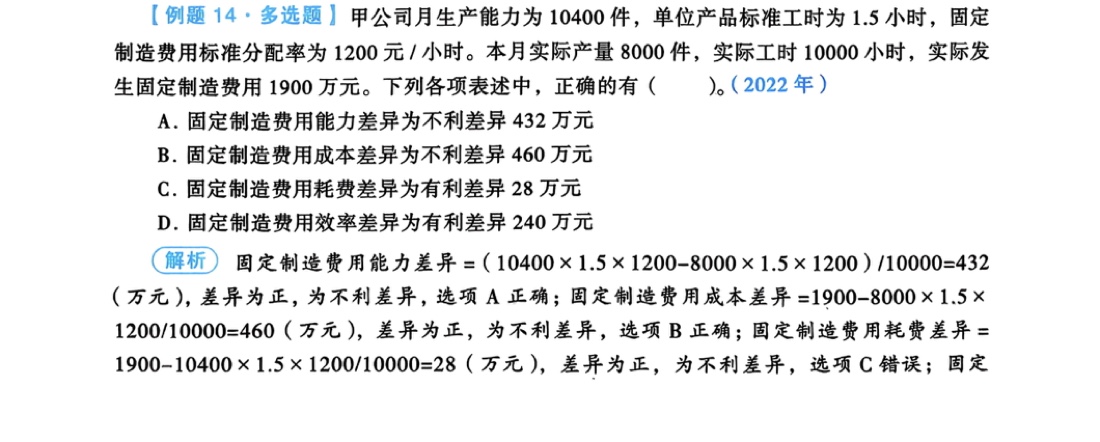 【例题 14·多选题】甲公司月生产能力为 10400 件，单位产品标准工时为 1.5 小时，固定
制造费用标准分配率为 1200 元 / 小时。本月实际产量 8000 件，实际工时 10000 小时，实际发
生固定制造费用 1900 万元。下列各项表述中，正确的有（　　）。（2022 年）
A. 固定制造费用能力差异为不利差异 432 万元
B. 固定制造费用成本差异为不利差异 460 万元
C. 固定制造费用耗费差异为有利差异 28 万元
D. 固定制造费用效率差异为有利差异 240 万元
解析 固定制造费用能力差异 =（10400×1.5×1200-8000×1.5×1200）/10000=432
（万元），差异为正，为不利差异，选项 A 正确；固定制造费用成本差异 =1900-8000×1.5×
1200/10000=460（万元），差异为正，为不利差异，选项 B 正确；固定制造费用耗费差异 =
1900-10400×1.5×1200/10000=28（万元），差异为正，为不利差异，选项 C 错误；固定